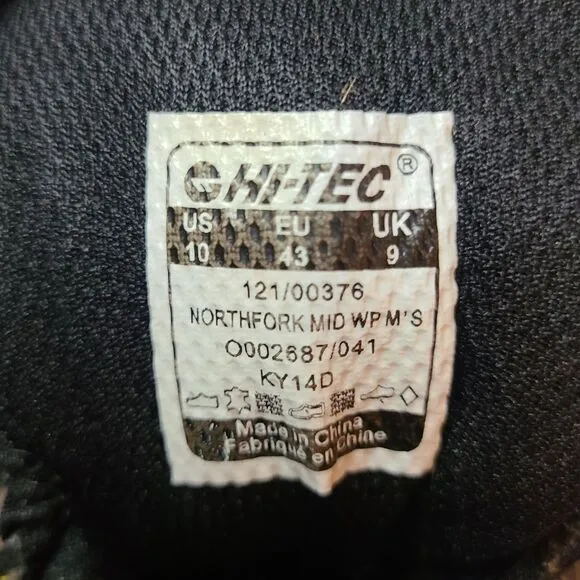 HI-TEC®
US EU UK
10 43 9
121/00376
NORTHFORK MID WP M'S
O002687/041
KY14D
Made in China
Fabriqué en Chine